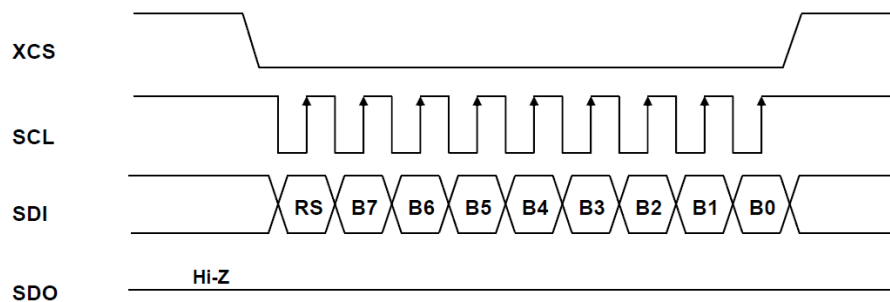 XCS
SCL
SDI RS B7 B6 B5 B4 B3 B2 B1 B0
Hi-Z
SDO